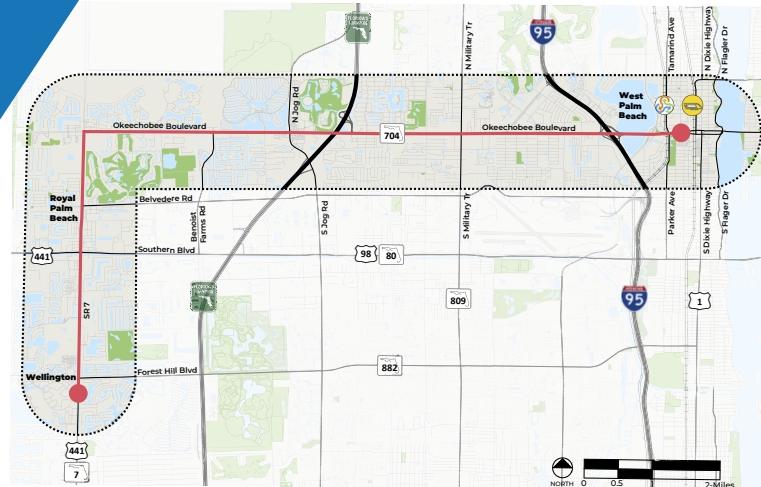 FLORIDA'S TURNPIKE
95
N Military Tr
Tamarind Ave
N Dixie Highway
N Flagler Dr
N Jog Rd
West
Palm
Beach
Okeechobee Boulevard
704
Okeechobee Boulevard
Royal
Palm
Beach
Belvedere Rd
Benoist
Farms Rd
S Jog Rd
S Military Tr
Parker Ave
S Dixie Highway
S Flager Dr
441
Southern Blvd
98
80
SR 7
809
95
1
Wellington
Forest Hill Blvd
882
441
7
NORTH
0
0.5
2-Miles